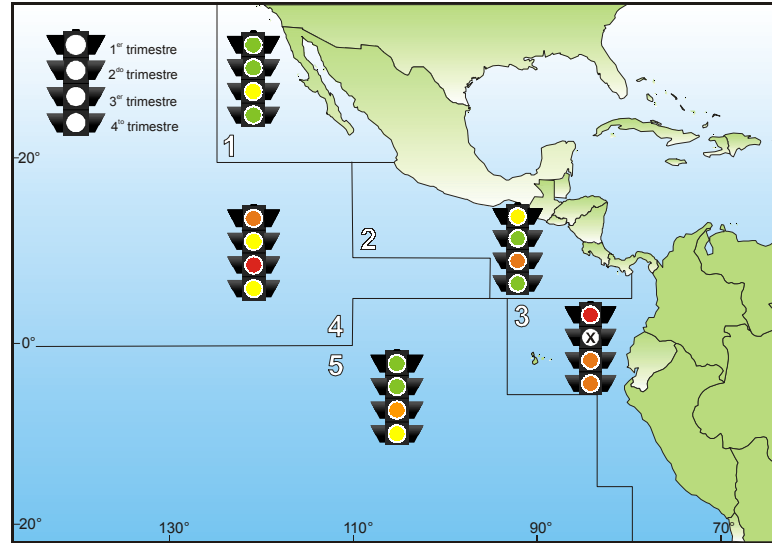 1er trimestre
2do trimestre
3er trimestre
4to trimestre
1
20°
2
3
4
X
0°
5
20°
130°
110°
90°
70°